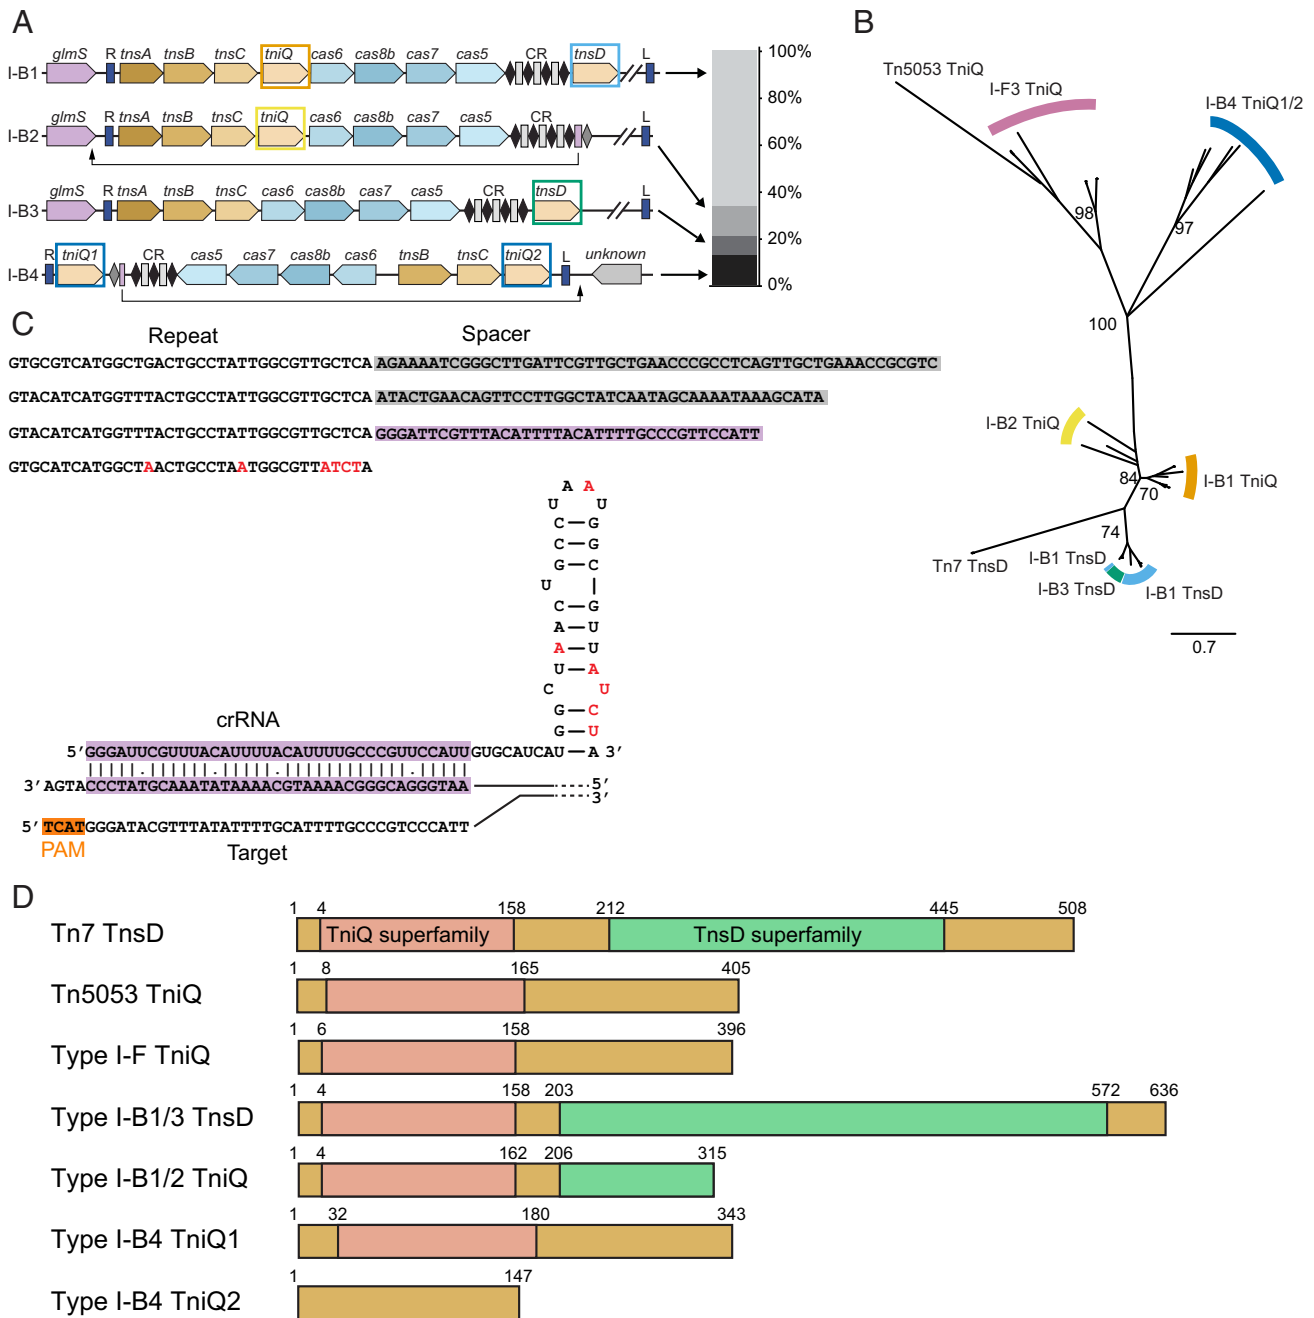 A
glmS R tnsA tnsB tnsC tniQ cas6 cas8b cas7 cas5 CR tnsD L
I-B1
glmS R tnsA tnsB tnsC tniQ cas6 cas8b cas7 cas5 CR L
I-B2
glmS R tnsA tnsB tnsC cas6 cas8b cas7 cas5 CR tnsD L
I-B3
R tniQ1 CR cas5 cas7 cas8b cas6 tnsB tnsC tniQ2 L unknown
I-B4
100%
80%
60%
40%
20%
0%
B
Tn5053 TniQ
I-F3 TniQ
I-B4 TniQ1/2
98
97
100
I-B2 TniQ
84
70
I-B1 TniQ
74
Tn7 TnsD
I-B1 TnsD
I-B3 TnsD
I-B1 TnsD
0.7
C
Repeat Spacer
GTGCGTCATGGCTGACTGCCTATTGGCGTTGCTCA AGAAAATCGGGCTTGATTCGTTGCTGAACCCGCCTCAGTTGCTGAAACCGCGTC
GTACATCATGGTTTACTGCCTATTGGCGTTGCTCA ATACTGAACAGTTCCTTGGCTATCAATAGCAAAATAAAGCATA
GTACATCATGGTTTACTGCCTATTGGCGTTGCTCA GGGATTCGTTTACATTTTACATTTTGCCCGTTCCATT
GTGCATCATGGCTAACTGCCTAATGGCGTTATCTA
A A
U U
C G
C G
G C
U
C G
A U
A U
U A
C U
G C
G U
crRNA
5′GGGAUUCGUUUACAUUUUACAUUUUGCCCGUUCCAUUGUGCAUCAU A 3′
3′AGTACCCTATGCAAATATAAAACGTAAAACGGGCAGGGTAA 5′
3′
5′TCATGGGATACGTTTATATTTTGCATTTTGCCCGTCCCATT
PAM Target
D
1 4 158 212 445 508
Tn7 TnsD TniQ superfamily TnsD superfamily
1 8 165 405
Tn5053 TniQ
1 6 158 396
Type I-F TniQ
1 4 158 203 572 636
Type I-B1/3 TnsD
1 4 162 206 315
Type I-B1/2 TniQ
1 32 180 343
Type I-B4 TniQ1
1 147
Type I-B4 TniQ2